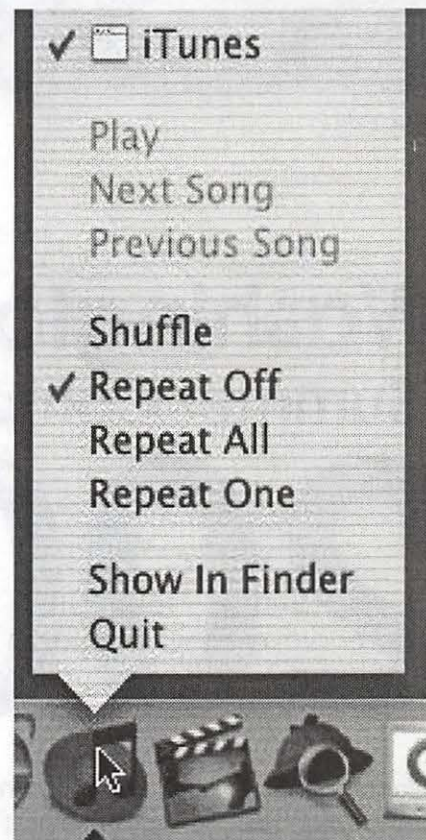 iTunes
Play
Next Song
Previous Song
Shuffle
Repeat Off
Repeat All
Repeat One
Show In Finder
Quit